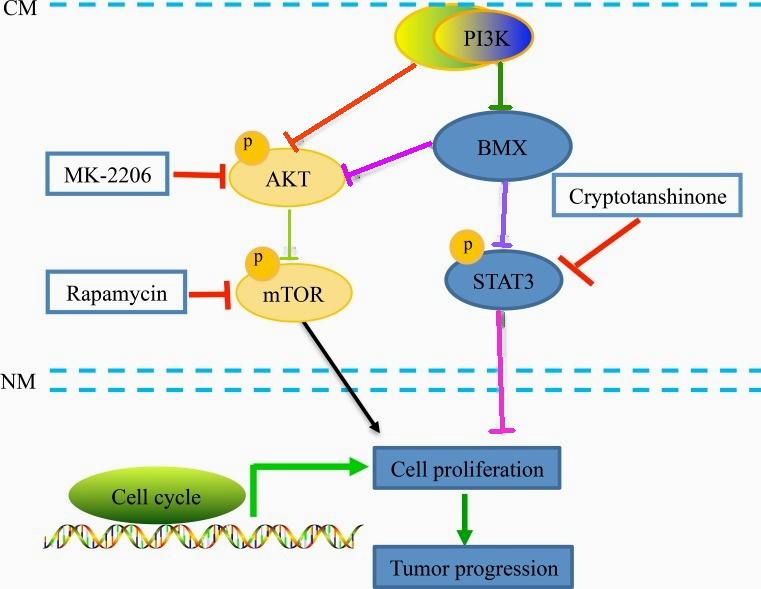 CM
PI3K
BMX
p
AKT
MK-2206
Cryptotanshinone
p
STAT3
p
mTOR
Rapamycin
NM
Cell proliferation
Cell cycle
Tumor progression